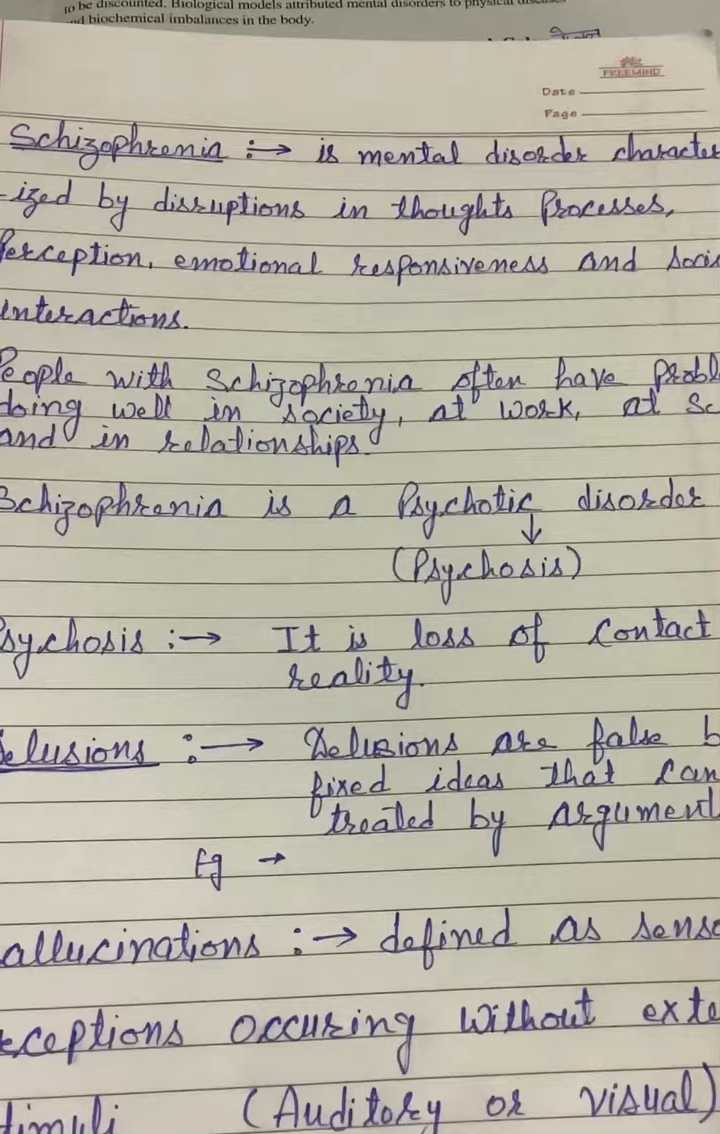 to be discounted. Biological models attributed mental disorders to physical
and biochemical imbalances in the body.
FREEMIND
Date
Page
Schizophrenia :→ is mental disorder character
-ized by disruptions in thoughts Processes,
Perception, emotional responsiveness and soci
interactions.
People with Schizophrenia often have Probl
doing well in society, at work, at Sc
and in relationships.
Schizophrenia is a Psychotic disorder
↓
(Psychosis)
Psychosis :→ It is loss of Contact
reality.
elusions :→ Delusions are false b
fixed ideas that can
treated by argument
Eg →
allucinations :→ defined as senso
ceptions occuring without exte
timuli (Auditory or visual)